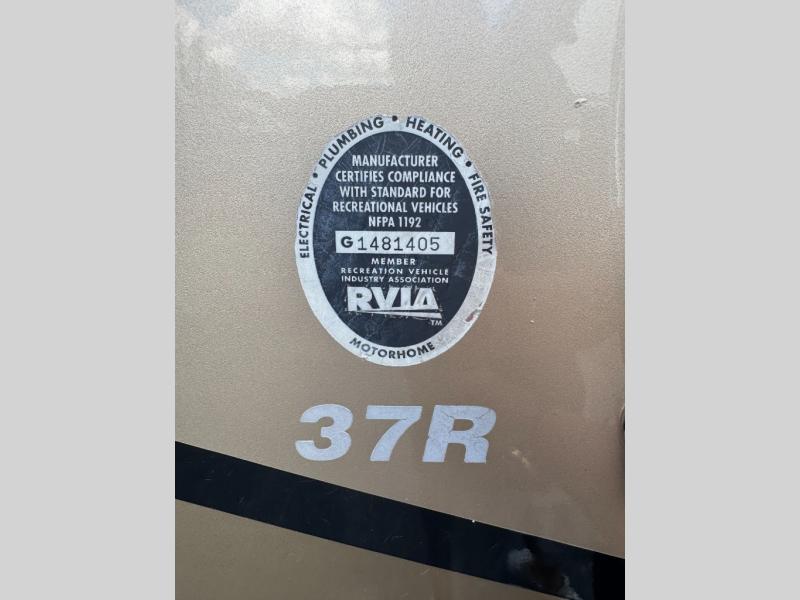 ELECTRICAL • PLUMBING • HEATING • FIRE SAFETY
MANUFACTURER
CERTIFIES COMPLIANCE
WITH STANDARD FOR
RECREATIONAL VEHICLES
NFPA 1192
G1481405
MEMBER
RECREATION VEHICLE
INDUSTRY ASSOCIATION
RVIA
TM
MOTORHOME
37R